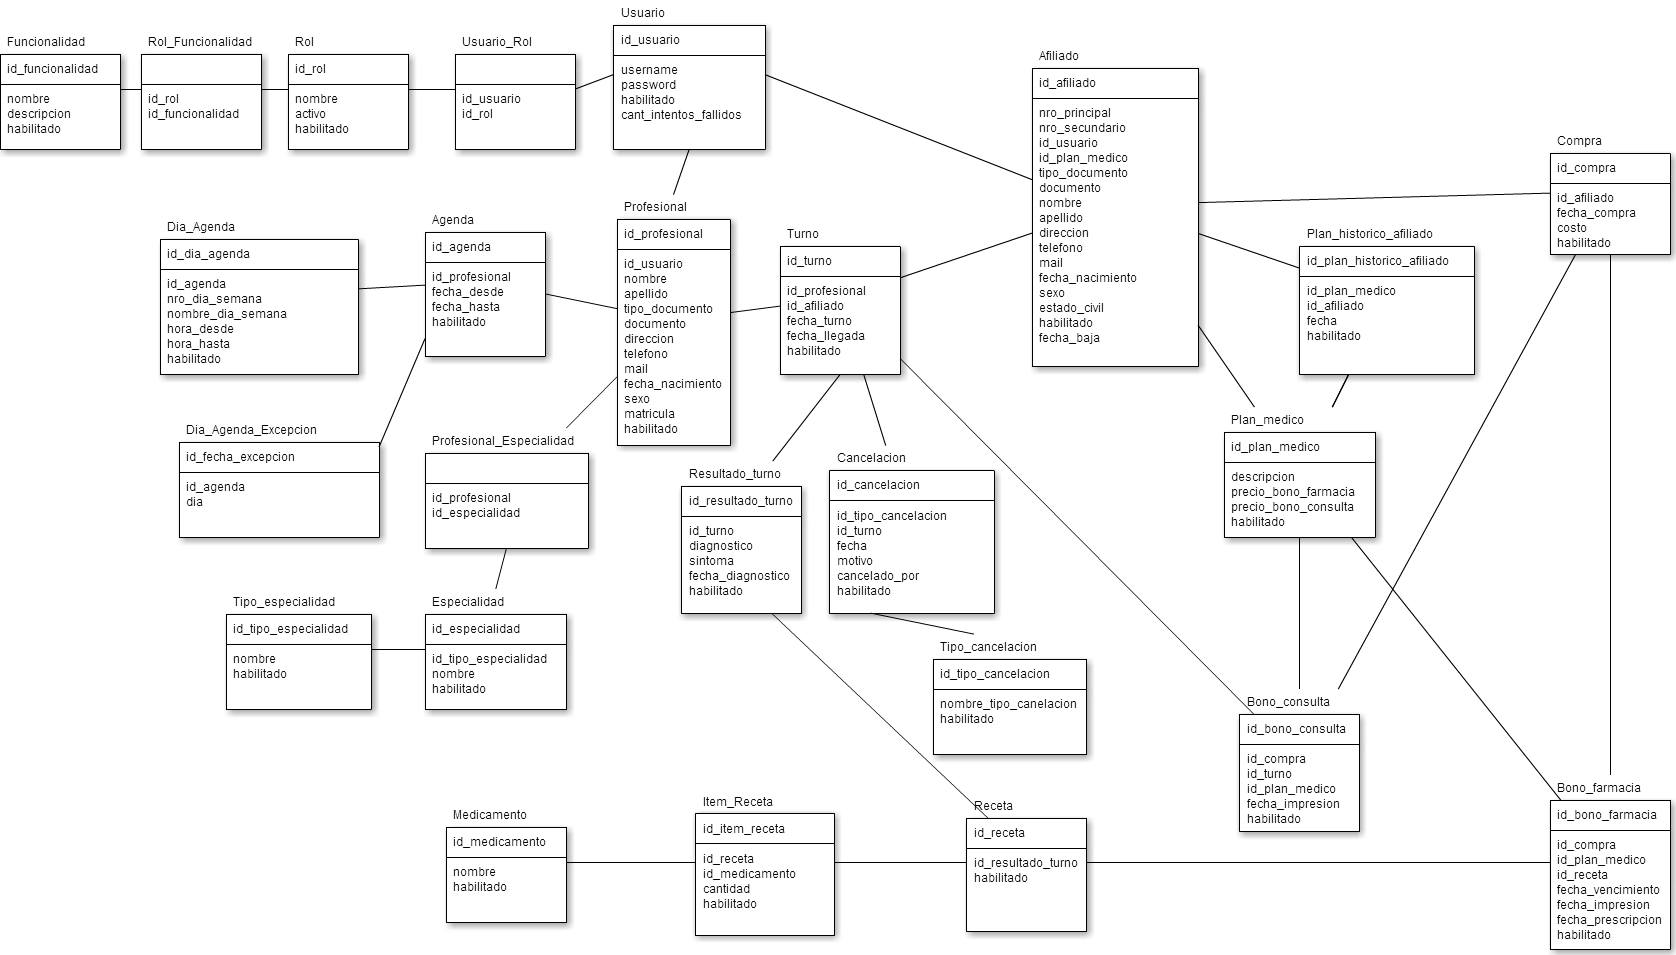 Funcionalidad
id_funcionalidad
nombre
descripcion
habilitado
Rol_Funcionalidad
id_rol
id_funcionalidad
Rol
id_rol
nombre
activo
habilitado
Usuario_Rol
id_usuario
id_rol
Usuario
id_usuario
username
password
habilitado
cant_intentos_fallidos
Afiliado
id_afiliado
nro_principal
nro_secundario
id_usuario
id_plan_medico
tipo_documento
documento
nombre
apellido
direccion
telefono
mail
fecha_nacimiento
sexo
estado_civil
habilitado
fecha_baja
Compra
id_compra
id_afiliado
fecha_compra
costo
habilitado
Dia_Agenda
id_dia_agenda
id_agenda
nro_dia_semana
nombre_dia_semana
hora_desde
hora_hasta
habilitado
Agenda
id_agenda
id_profesional
fecha_desde
fecha_hasta
habilitado
Profesional
id_profesional
id_usuario
nombre
apellido
tipo_documento
documento
direccion
telefono
mail
fecha_nacimiento
sexo
matricula
habilitado
Turno
id_turno
id_profesional
id_afiliado
fecha_turno
fecha_llegada
habilitado
Plan_historico_afiliado
id_plan_historico_afiliado
id_plan_medico
id_afiliado
fecha
habilitado
Dia_Agenda_Excepcion
id_fecha_excepcion
id_agenda
dia
Profesional_Especialidad
id_profesional
id_especialidad
Resultado_turno
id_resultado_turno
id_turno
diagnostico
sintoma
fecha_diagnostico
habilitado
Cancelacion
id_cancelacion
id_tipo_cancelacion
id_turno
fecha
motivo
cancelado_por
habilitado
Plan_medico
id_plan_medico
descripcion
precio_bono_farmacia
precio_bono_consulta
habilitado
Tipo_especialidad
id_tipo_especialidad
nombre
habilitado
Especialidad
id_especialidad
id_tipo_especialidad
nombre
habilitado
Tipo_cancelacion
id_tipo_cancelacion
nombre_tipo_canelacion
habilitado
Bono_consulta
id_bono_consulta
id_compra
id_turno
id_plan_medico
fecha_impresion
habilitado
Medicamento
id_medicamento
nombre
habilitado
Item_Receta
id_item_receta
id_receta
id_medicamento
cantidad
habilitado
Receta
id_receta
id_resultado_turno
habilitado
Bono_farmacia
id_bono_farmacia
id_compra
id_plan_medico
id_receta
fecha_vencimiento
fecha_impresion
fecha_prescripcion
habilitado